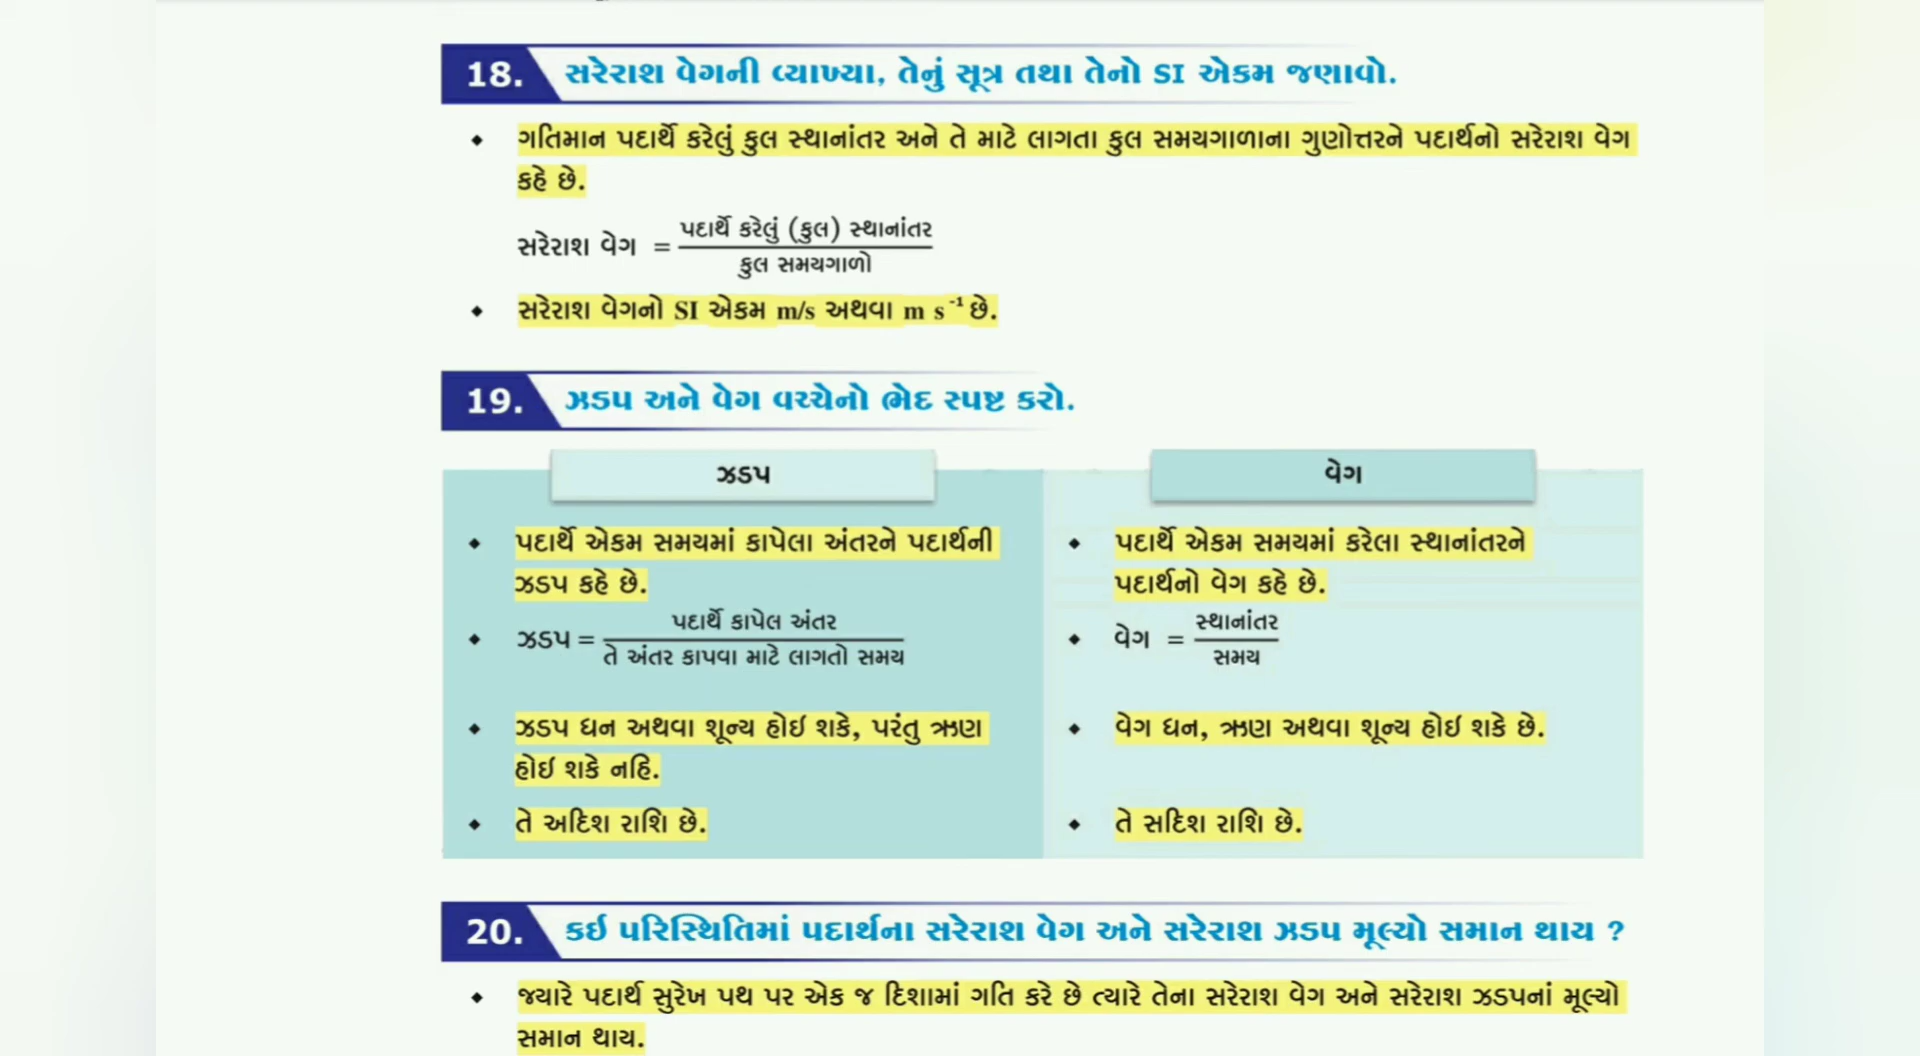 18. સરેરાશ વેગની વ્યાખ્યા, તેનું સૂત્ર તથા તેનો SI એકમ જણાવો.
ગતિમાન પદાર્થે કરેલું કુલ સ્થાનાંતર અને તે માટે લાગતા કુલ સમયગાળાના ગુણોત્તરને પદાર્થનો સરેરાશ વેગ
કહે છે.
સરેરાશ વેગ = પદાર્થે કરેલું (કુલ) સ્થાનાંતર
કુલ સમયગાળો
સરેરાશ વેગનો SI એકમ m/s અથવા m s⁻¹ છે.
19. ઝડપ અને વેગ વચ્ચેનો ભેદ સ્પષ્ટ કરો.
ઝડપ
પદાર્થે એકમ સમયમાં કાપેલા અંતરને પદાર્થની
ઝડપ કહે છે.
ઝડપ = પદાર્થે કાપેલ અંતર
તે અંતર કાપવા માટે લાગતો સમય
ઝડપ ધન અથવા શૂન્ય હોઈ શકે, પરંતુ ઋણ
હોઈ શકે નહિ.
તે અદિશ રાશિ છે.
વેગ
પદાર્થે એકમ સમયમાં કરેલા સ્થાનાંતરને
પદાર્થનો વેગ કહે છે.
વેગ = સ્થાનાંતર
સમય
વેગ ધન, ઋણ અથવા શૂન્ય હોઈ શકે છે.
તે સદિશ રાશિ છે.
20. કઈ પરિસ્થિતિમાં પદાર્થના સરેરાશ વેગ અને સરેરાશ ઝડપ મૂલ્યો સમાન થાય ?
જ્યારે પદાર્થ સુરેખ પથ પર એક જ દિશામાં ગતિ કરે છે ત્યારે તેના સરેરાશ વેગ અને સરેરાશ ઝડપનાં મૂલ્યો
સમાન થાય.